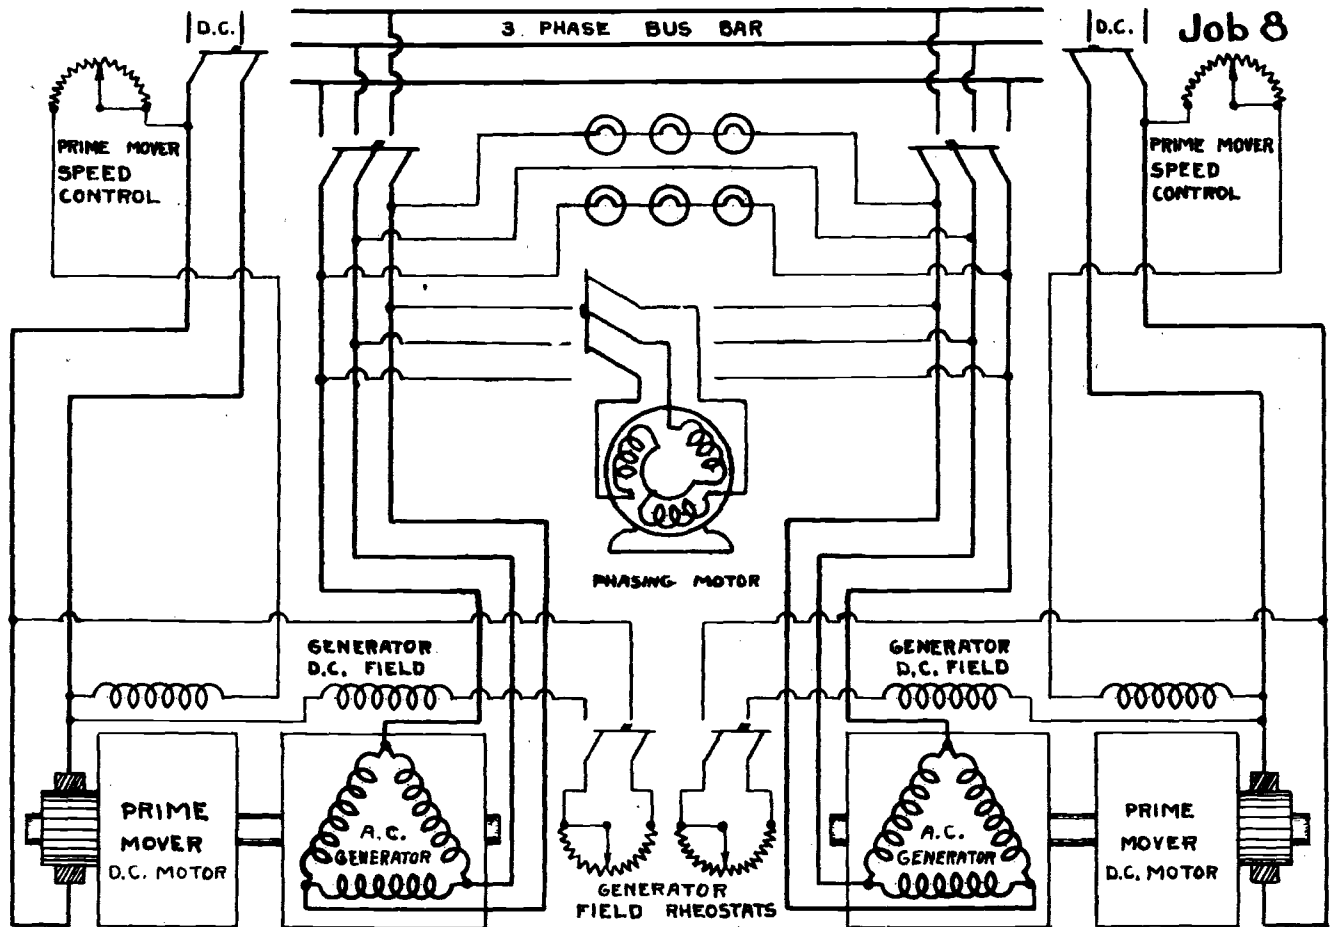 D.C.
3 PHASE BUS BAR
D.C.
Job 8
PRIME MOVER
SPEED
CONTROL
PRIME MOVER
SPEED
CONTROL
PHASING MOTOR
GENERATOR
D.C. FIELD
GENERATOR
D.C. FIELD
PRIME
MOVER
D.C. MOTOR
A.C.
GENERATOR
GENERATOR
FIELD RHEOSTATS
A.C.
GENERATOR
PRIME
MOVER
D.C. MOTOR